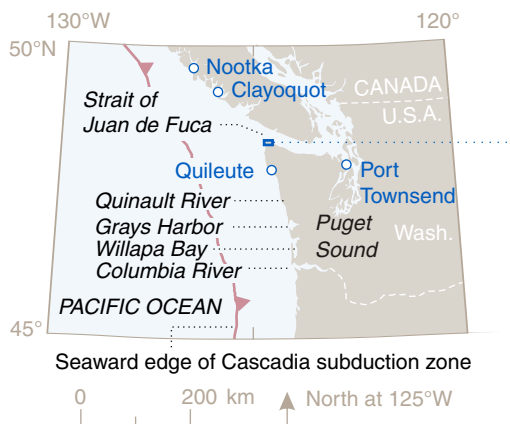 130°W
120°
50°N
Nootka
Clayoquot
CANADA
U.S.A.
Strait of
Juan de Fuca
Quileute
Port
Townsend
Quinault River
Grays Harbor
Willapa Bay
Columbia River
Puget
Sound
Wash.
PACIFIC OCEAN
45°
Seaward edge of Cascadia subduction zone
0
200 km
North at 125°W